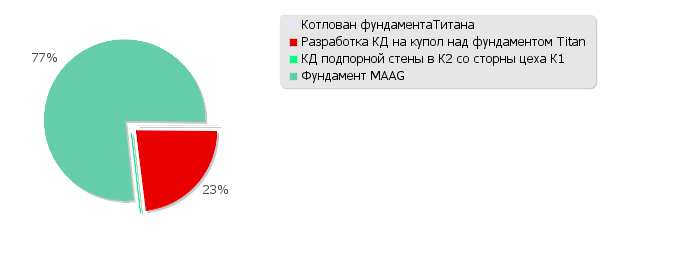 Котлован фундаментаТитана
Разработка КД на купол над фундаментом Titan
КД подпорной стены в К2 со сторны цеха К1
Фундамент MAAG
77%
23%